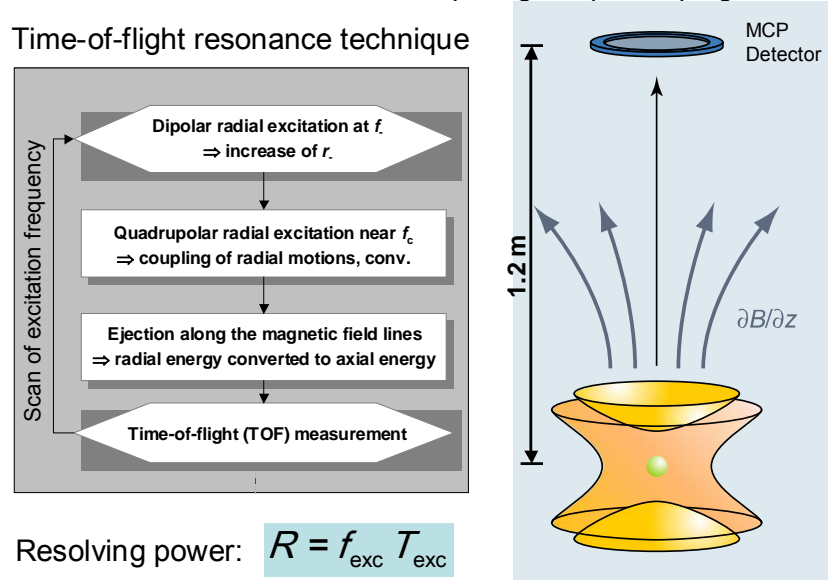 Time-of-flight resonance technique
Scan of excitation frequency
Dipolar radial excitation at f-
⇒ increase of r-
Quadrupolar radial excitation near fc
⇒ coupling of radial motions, conv.
Ejection along the magnetic field lines
⇒ radial energy converted to axial energy
Time-of-flight (TOF) measurement
Resolving power: R = fexc Texc
MCP
Detector
1.2 m
∂B/∂z